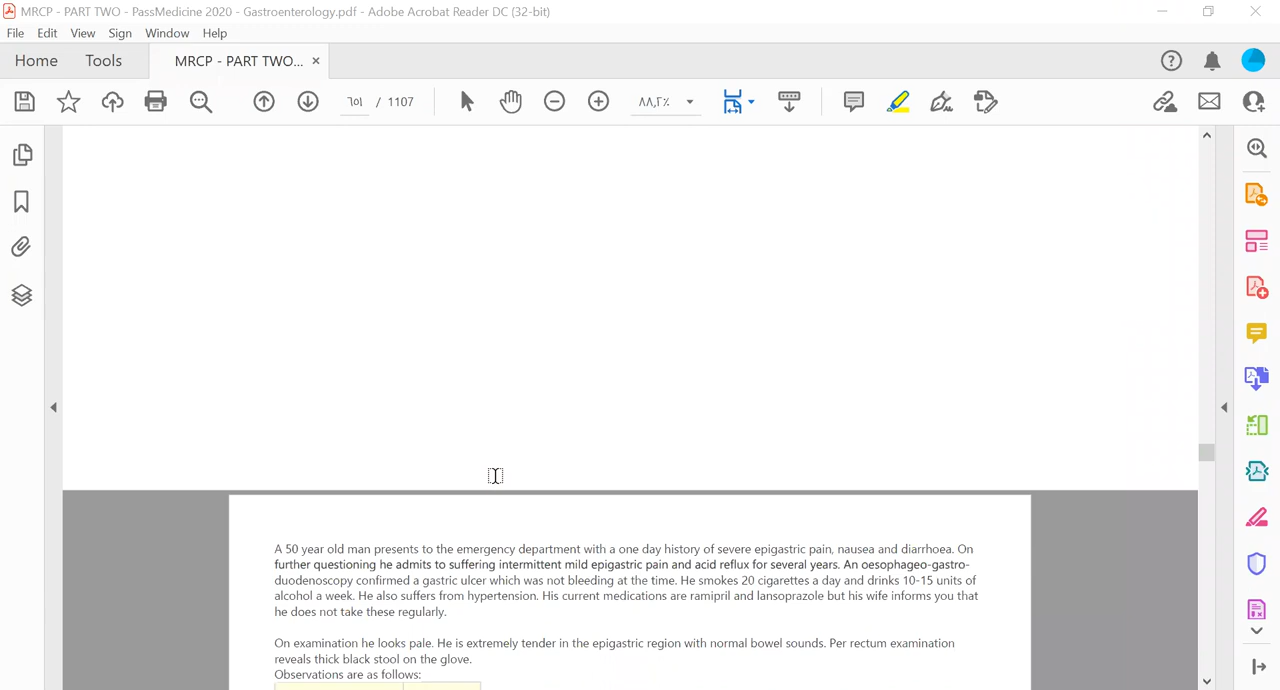 MRCP - PART TWO - PassMedicine 2020 - Gastroenterology.pdf - Adobe Acrobat Reader DC (32-bit)
File Edit View Sign Window Help
Home Tools MRCP - PART TWO... ×
٦٥١ / 1107 ٨٨,٣٪
A 50 year old man presents to the emergency department with a one day history of severe epigastric pain, nausea and diarrhoea. On
further questioning he admits to suffering intermittent mild epigastric pain and acid reflux for several years. An oesophageo-gastro-
duodenoscopy confirmed a gastric ulcer which was not bleeding at the time. He smokes 20 cigarettes a day and drinks 10-15 units of
alcohol a week. He also suffers from hypertension. His current medications are ramipril and lansoprazole but his wife informs you that
he does not take these regularly.
On examination he looks pale. He is extremely tender in the epigastric region with normal bowel sounds. Per rectum examination
reveals thick black stool on the glove.
Observations are as follows: